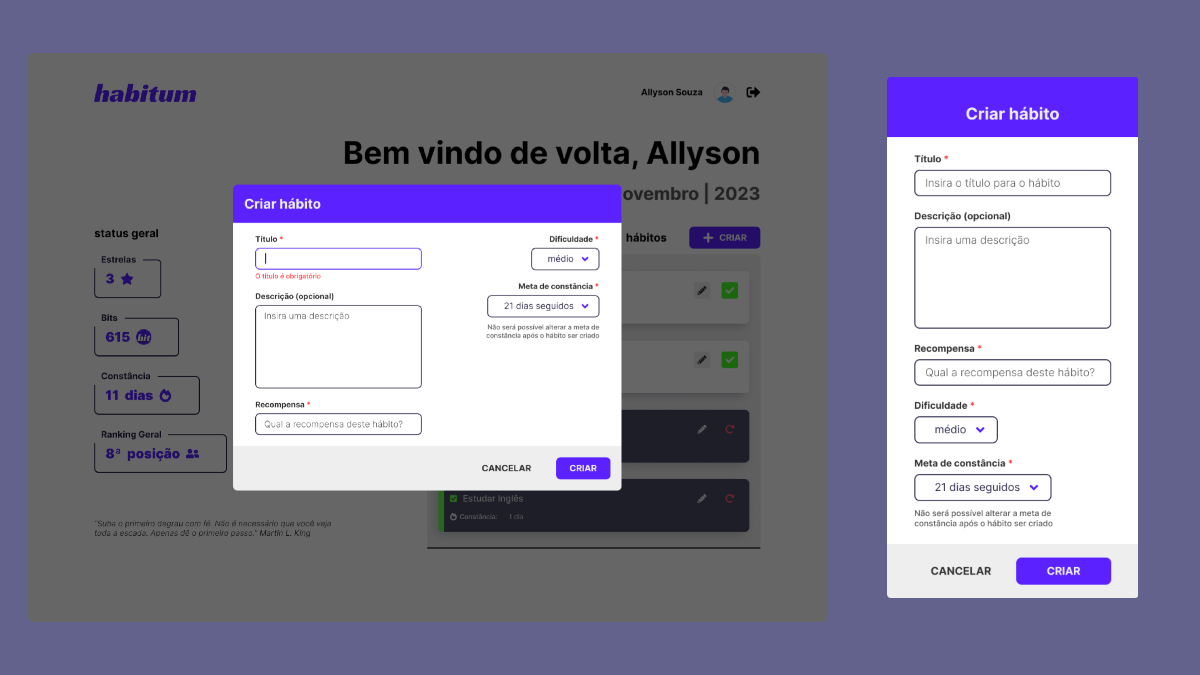 habitum
Allyson Souza
Bem vindo de volta, Allyson
ovembro | 2023
status geral
Estrelas
3
Bits
615 bit
Constância
11 dias
Ranking Geral
8ª posição
"Sube o primeiro degrau com fé. Não é necessário que você veja
toda a escada. Apenas dê o primeiro passo." Martin L. King
hábitos
CRIAR
Estudar Inglês
Constância: 1 dia
Criar hábito
Título *
O título é obrigatório
Descrição (opcional)
Insira uma descrição
Recompensa *
Qual a recompensa deste hábito?
Dificuldade *
médio
Meta de constância *
21 dias seguidos
Não será possível alterar a meta de
constância após o hábito ser criado
CANCELAR
CRIAR
Criar hábito
Título *
Insira o título para o hábito
Descrição (opcional)
Insira uma descrição
Recompensa *
Qual a recompensa deste hábito?
Dificuldade *
médio
Meta de constância *
21 dias seguidos
Não será possível alterar a meta de
constância após o hábito ser criado
CANCELAR
CRIAR